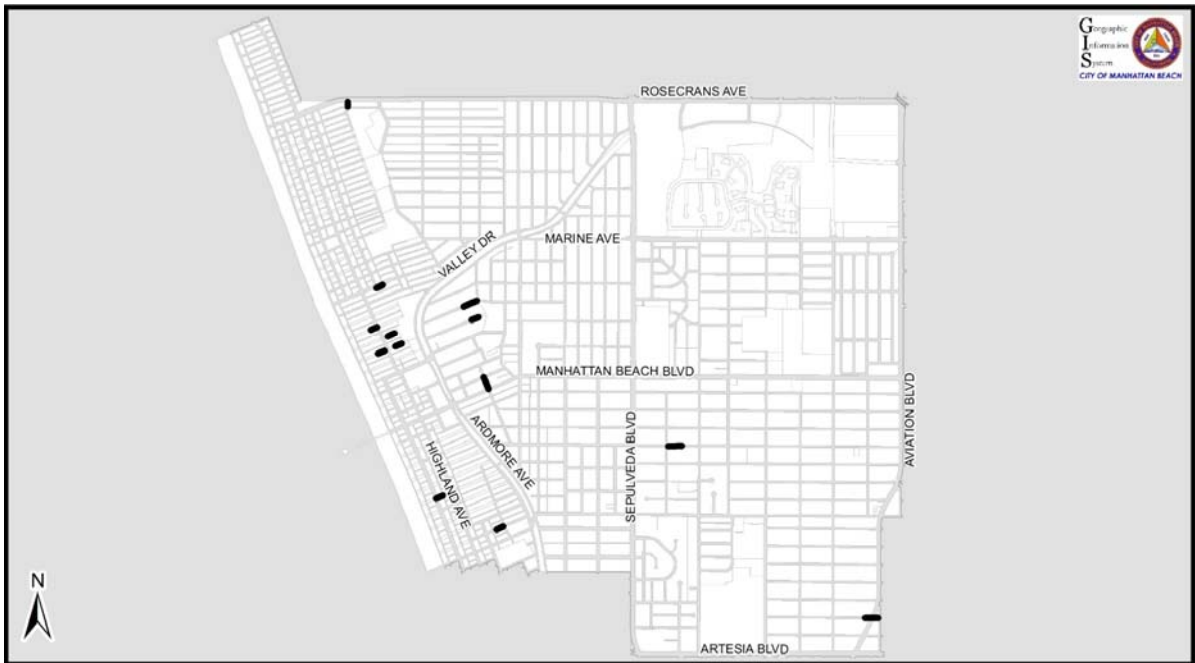 Geographic
Information
System
CITY OF MANHATTAN BEACH
ROSECRANS AVE
MARINE AVE
VALLEY DR
MANHATTAN BEACH BLVD
ARDMORE AVE
HIGHLAND AVE
SEPULVEDA BLVD
AVIATION BLVD
ARTESIA BLVD
N